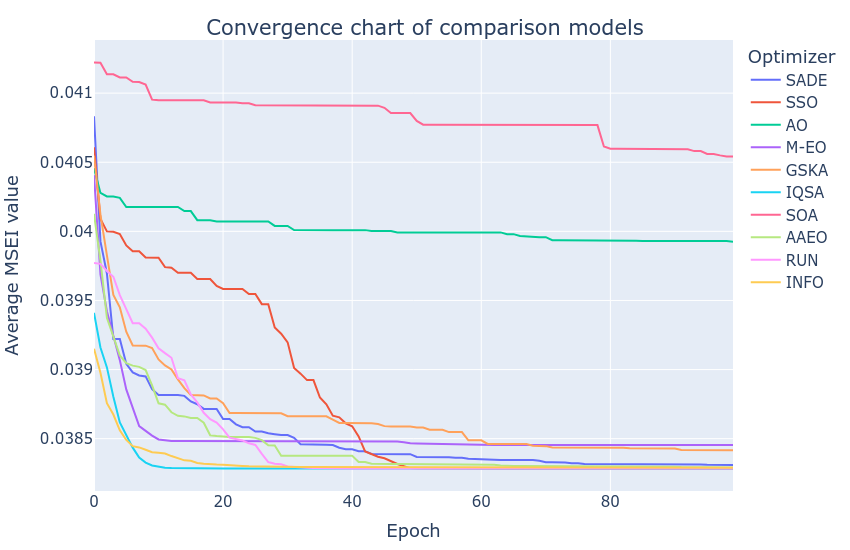 Convergence chart of comparison models
Optimizer
SADE
SSO
AO
M-EO
GSKA
IQSA
SOA
AAEO
RUN
INFO
Average MSEI value
0.041
0.0405
0.04
0.0395
0.039
0.0385
0 20 40 60 80
Epoch